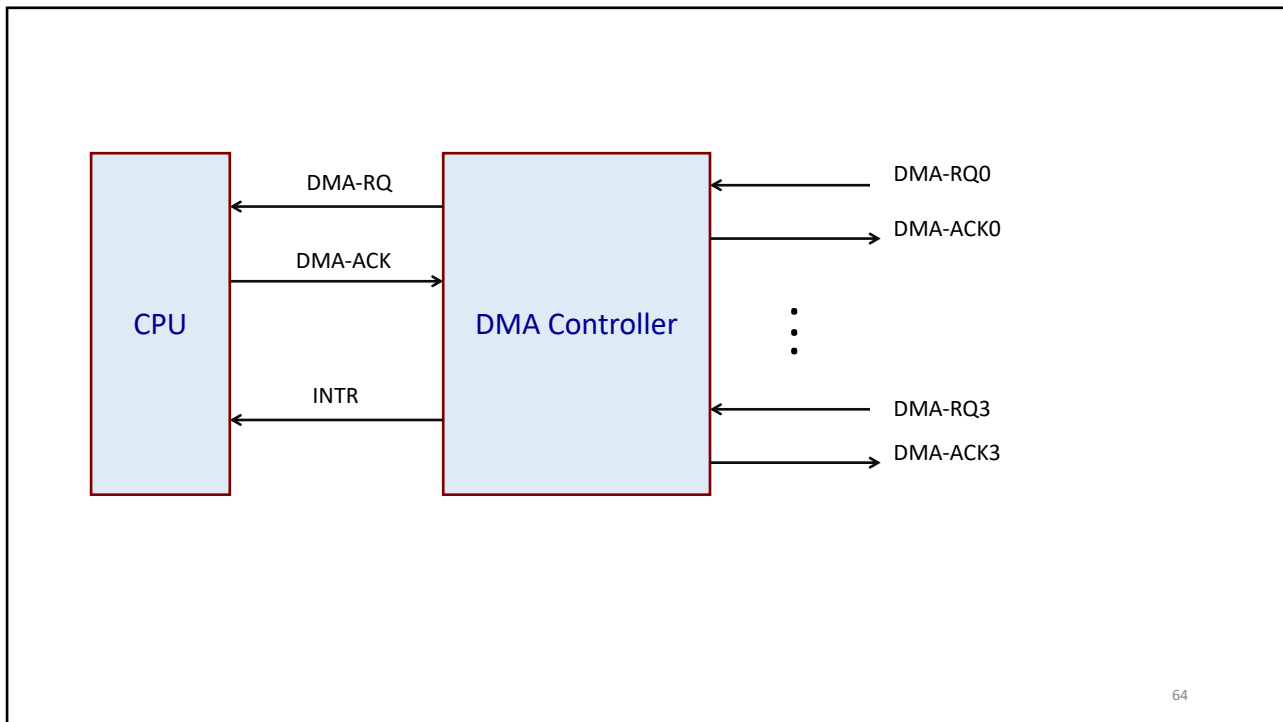 DMA-RQ
DMA-ACK
INTR
CPU
DMA Controller
DMA-RQ0
DMA-ACK0
DMA-RQ3
DMA-ACK3
64